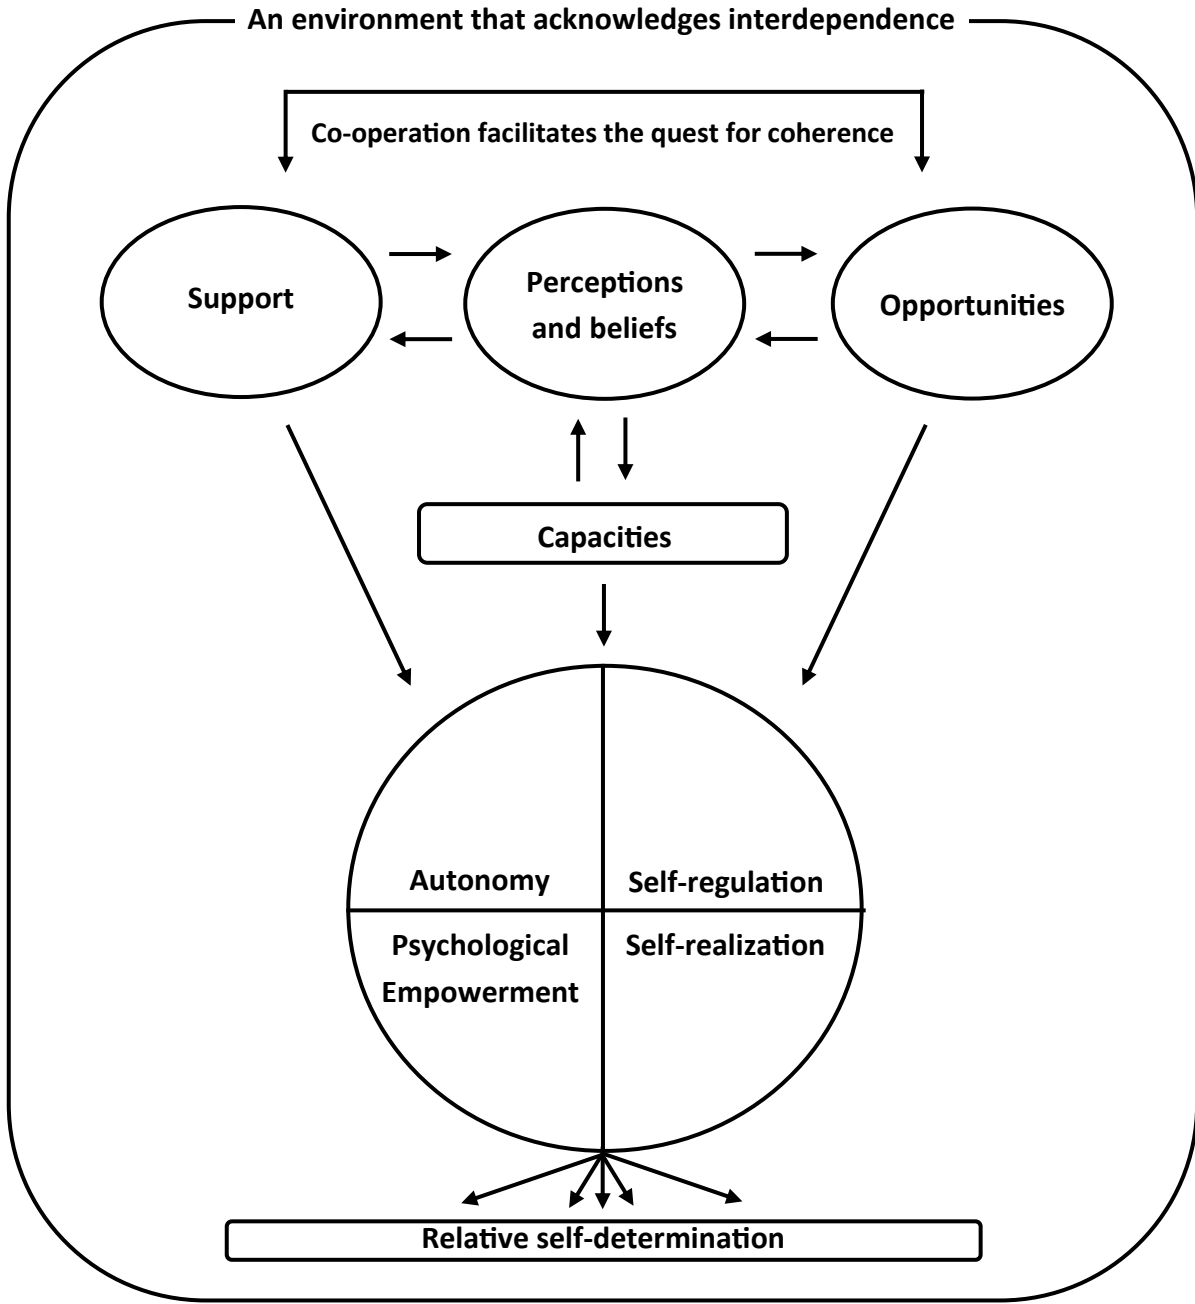 An environment that acknowledges interdependence
Co-operation facilitates the quest for coherence
Support
Perceptions
and beliefs
Opportunities
Capacities
Autonomy
Self-regulation
Psychological
Empowerment
Self-realization
Relative self-determination